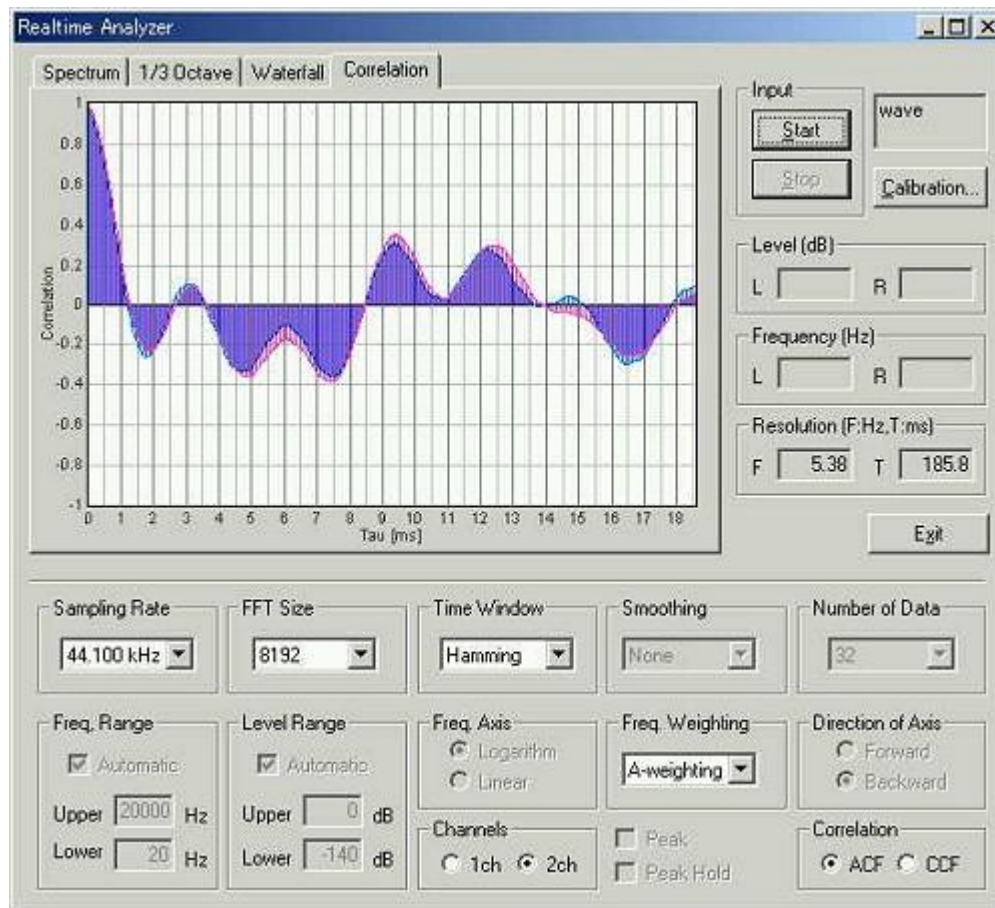 Realtime Analyzer
Spectrum 1/3 Octave Waterfall Correlation
1
0.8
0.6
0.4
0.2
0
-0.2
-0.4
-0.6
-0.8
-1
Correlation
0 1 2 3 4 5 6 7 8 9 10 11 12 13 14 15 16 17 18
Tau [ms]
Input
Start
Stop
wave
Calibration...
Level (dB)
L R
Frequency (Hz)
L R
Resolution (F:Hz,T:ms)
F 5.38 T 185.8
Exit
Sampling Rate
44.100 kHz
FFT Size
8192
Time Window
Hamming
Smoothing
None
Number of Data
32
Freq. Range
Automatic
Upper 20000 Hz
Lower 20 Hz
Level Range
Automatic
Upper 0 dB
Lower -140 dB
Freq. Axis
Logarithm
Linear
Freq. Weighting
A-weighting
Direction of Axis
Forward
Backward
Channels
1ch 2ch
Peak
Peak Hold
Correlation
ACF CCF